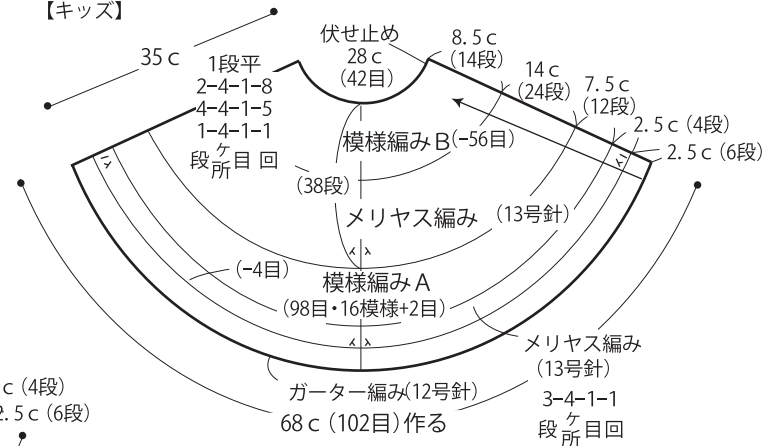 【キッズ】
35c
1段平
2-4-1-8
4-4-1-5
1-4-1-1
段ヶ所目回
伏せ止め
28c
(42目)
8.5c
(14段)
14c
(24段)
7.5c
(12段)
2.5c(4段)
2.5c(6段)
模様編みB(-56目)
(38段)
メリヤス編み (13号針)
(-4目)
模様編みA
(98目・16模様+2目)
メリヤス編み
(13号針)
3-4-1-1
段ヶ所目回
ガーター編み(12号針)
68c(102目)作る
c(4段)
2.5c(6段)